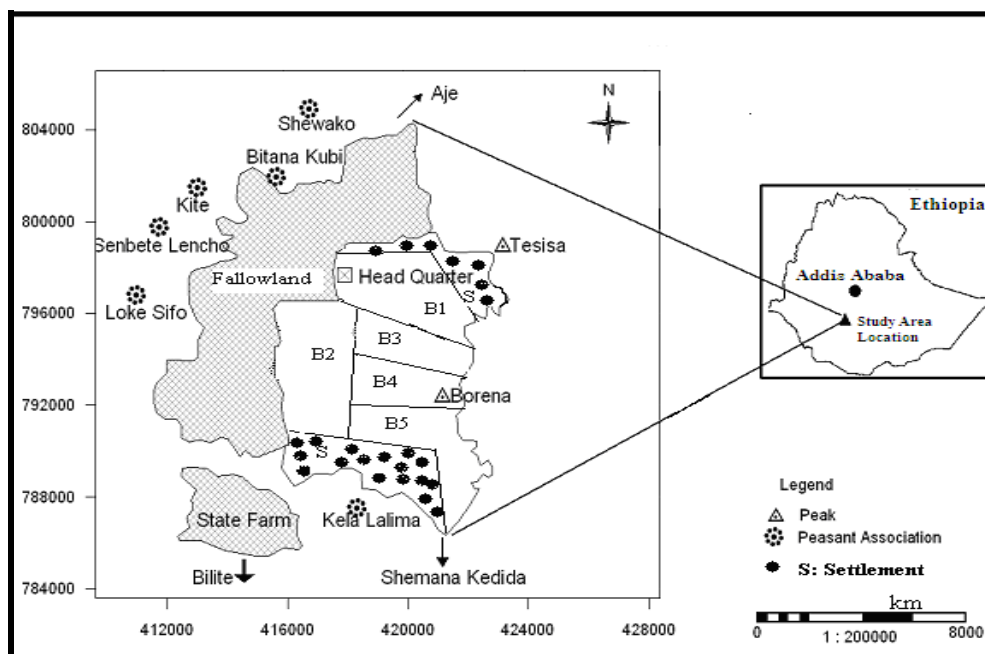 Aje
N
804000
Shewako
Bitana Kubi
Kite
800000
Senbete Lencho
Tesisa
Fallowland
Head Quarter
S
Loke Sifo
B1
796000
B3
B2
B4
Borena
792000
B5
S
788000
State Farm
Kela Lalima
Bilite
Shemana Kedida
784000
412000
416000
420000
424000
428000
Ethiopia
Addis Ababa
Study Area
Location
Legend
Peak
Peasant Association
S: Settlement
km
0
8000
1 : 200000